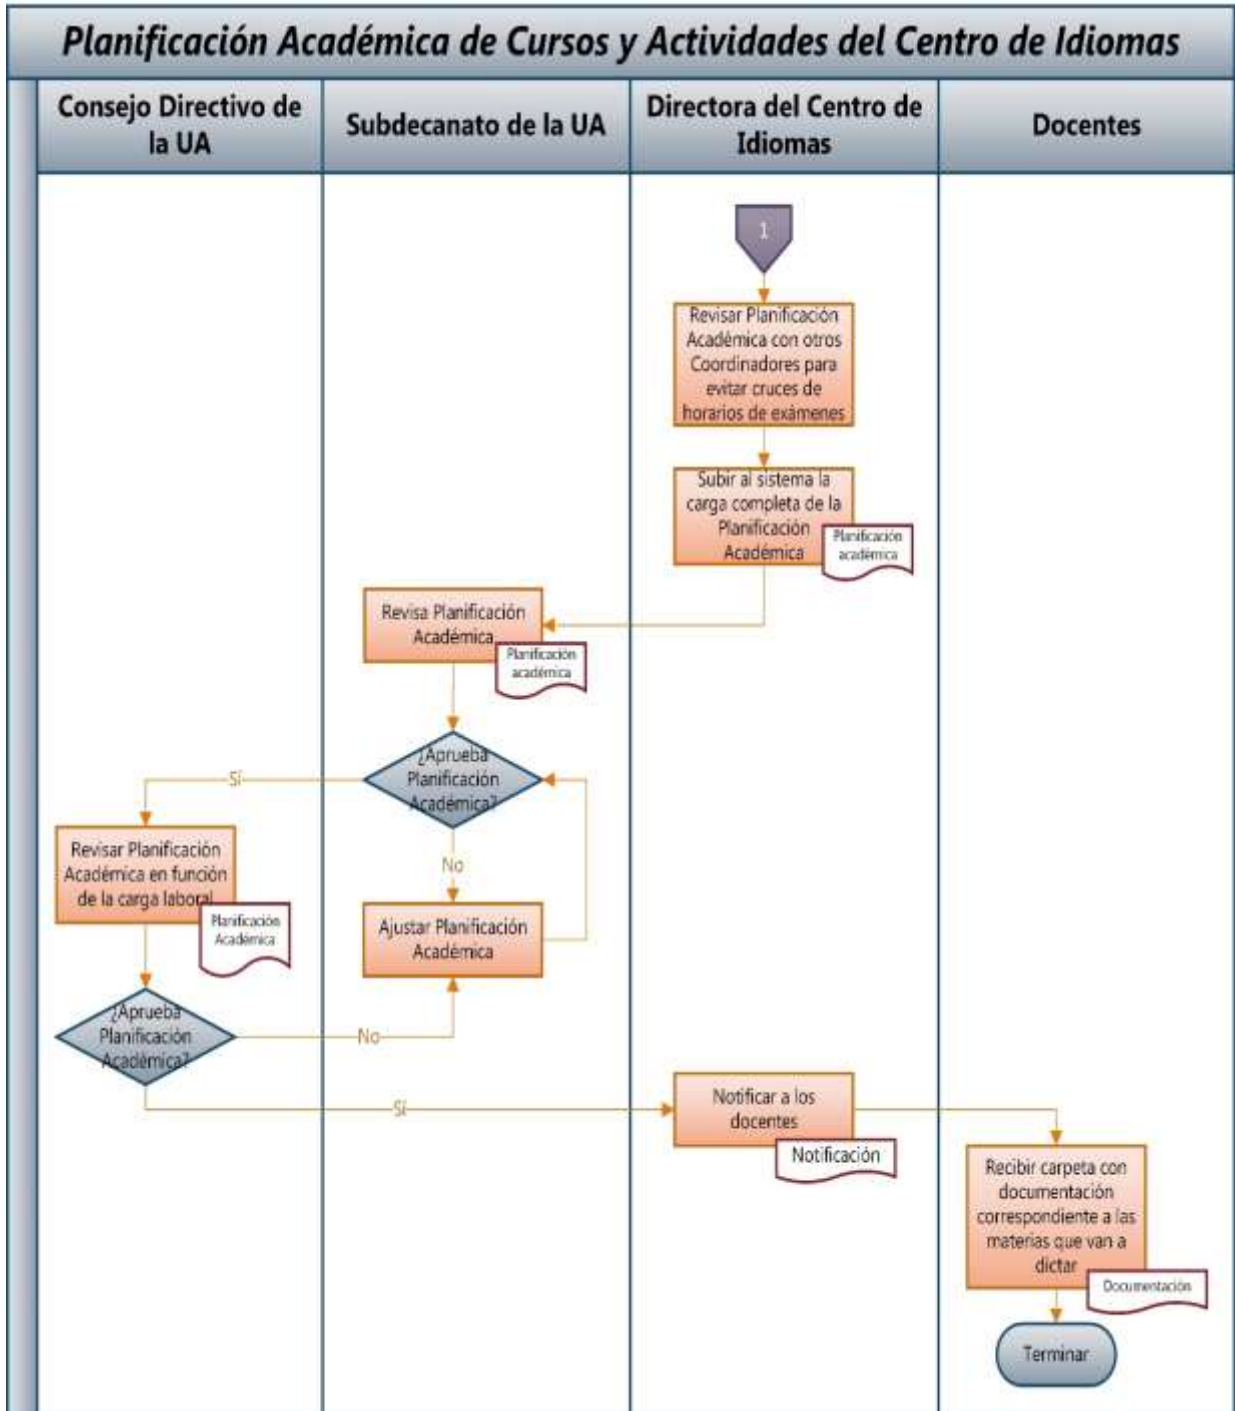 Planificación Académica de Cursos y Actividades del Centro de Idiomas
Consejo Directivo de
la UA
Subdecanato de la UA
Directora del Centro de
Idiomas
Docentes
1
Revisar Planificación
Académica con otros
Coordinadores para
evitar cruces de
horarios de exámenes
Subir al sistema la
carga completa de la
Planificación
Académica
Planificación
académica
Revisa Planificación
Académica
Planificación
académica
¿Aprueba
Planificación
Académica?
Sí
No
Revisar Planificación
Académica en función
de la carga laboral
Planificación
Académica
Ajustar Planificación
Académica
¿Aprueba
Planificación
Académica?
No
Sí
Notificar a los
docentes
Notificación
Recibir carpeta con
documentación
correspondiente a las
materias que van a
dictar
Documentación
Terminar